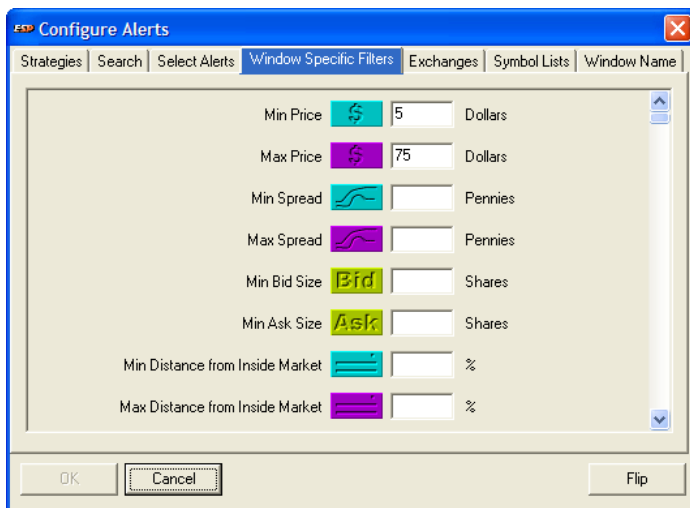 ESP Configure Alerts
Strategies Search Select Alerts Window Specific Filters Exchanges Symbol Lists Window Name
Min Price $ 5 Dollars
Max Price $ 75 Dollars
Min Spread Pennies
Max Spread Pennies
Min Bid Size Bid Shares
Min Ask Size Ask Shares
Min Distance from Inside Market %
Max Distance from Inside Market %
OK Cancel Flip